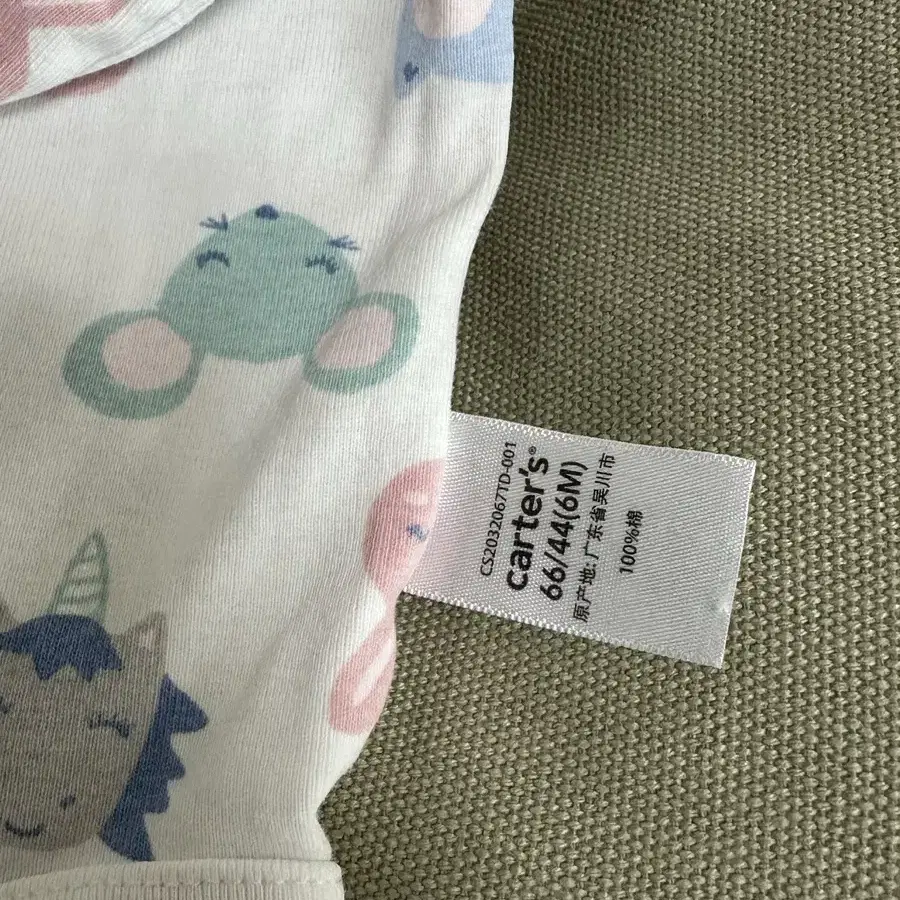 CS2032067TD-001
carter's®
66/44(6M)
原产地: 广东省吴川市
100%棉